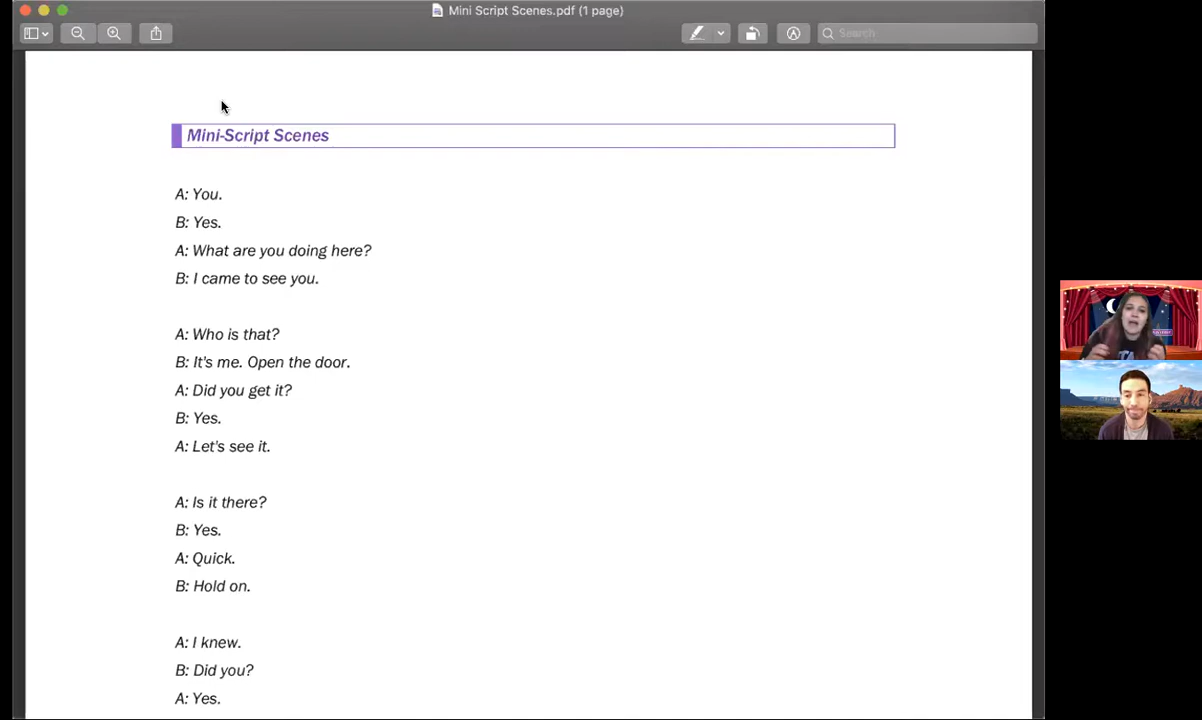 Mini Script Scenes.pdf (1 page)
Search
Mini-Script Scenes
A: You.
B: Yes.
A: What are you doing here?
B: I came to see you.
A: Who is that?
B: It's me. Open the door.
A: Did you get it?
B: Yes.
A: Let's see it.
A: Is it there?
B: Yes.
A: Quick.
B: Hold on.
A: I knew.
B: Did you?
A: Yes.